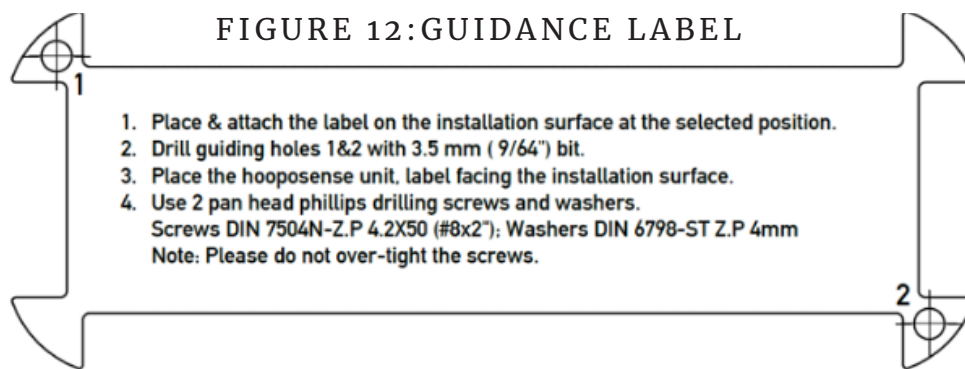 FIGURE 12:GUIDANCE LABEL
1
1. Place & attach the label on the installation surface at the selected position.
2. Drill guiding holes 1&2 with 3.5 mm ( 9/64") bit.
3. Place the hooposense unit, label facing the installation surface.
4. Use 2 pan head phillips drilling screws and washers.
Screws DIN 7504N-Z.P 4.2X50 (#8x2"); Washers DIN 6798-ST Z.P 4mm
Note: Please do not over-tight the screws.
2